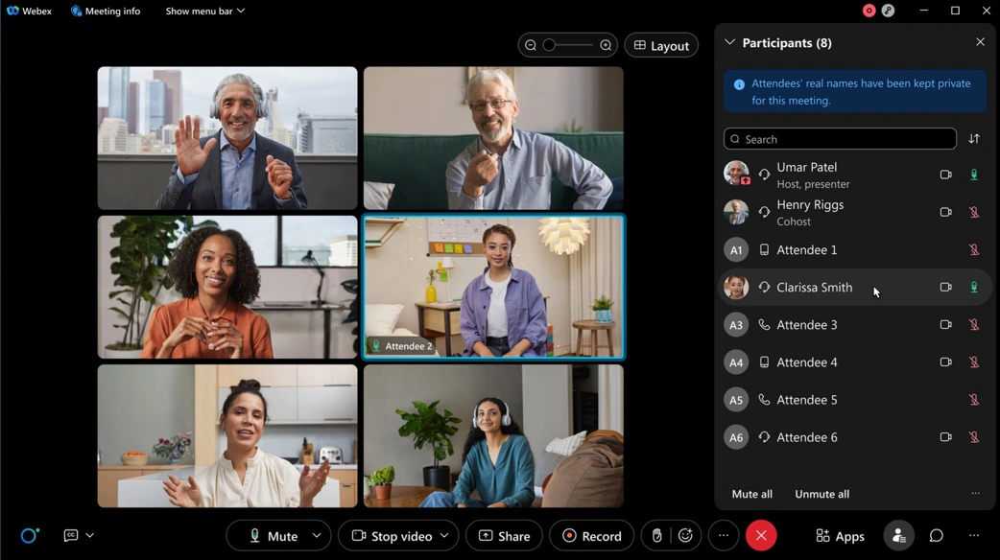 Webex
Meeting info
Show menu bar
Layout
Attendee 2
Participants (8)
Attendees' real names have been kept private
for this meeting.
Search
Umar Patel
Host, presenter
Henry Riggs
Cohost
A1 Attendee 1
Clarissa Smith
A3 Attendee 3
A4 Attendee 4
A5 Attendee 5
A6 Attendee 6
Mute all
Unmute all
...
CC
Mute
Stop video
Share
Record
...
Apps
...